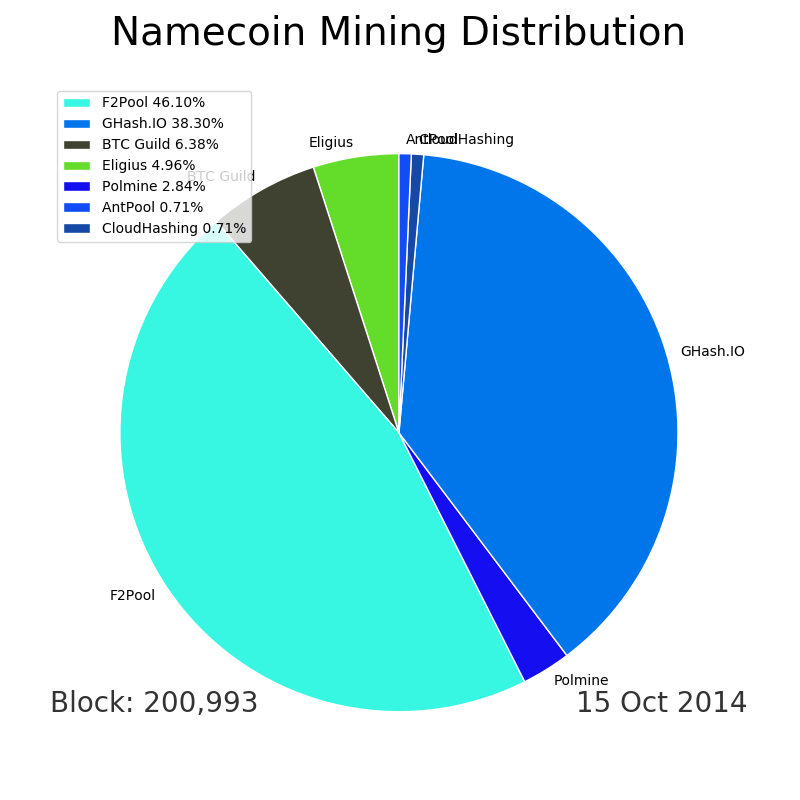 Namecoin Mining Distribution
F2Pool 46.10%
GHash.IO 38.30%
BTC Guild 6.38%
Eligius 4.96%
Polmine 2.84%
AntPool 0.71%
CloudHashing 0.71%
AntPool
CloudHashing
Eligius
BTC Guild
GHash.IO
F2Pool
Polmine
Block: 200,993
15 Oct 2014